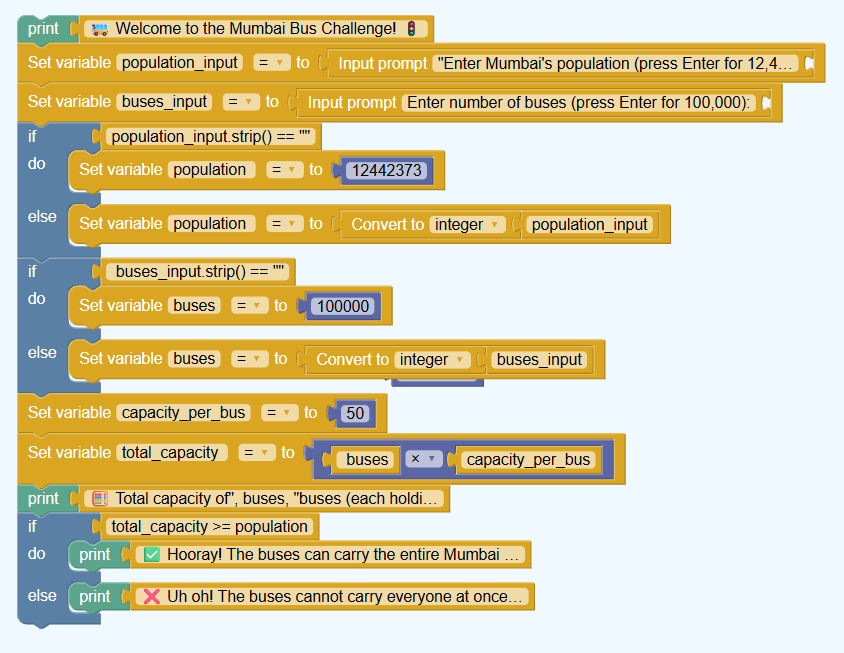 print 🚌 Welcome to the Mumbai Bus Challenge! 🚦
Set variable population_input = to Input prompt "Enter Mumbai's population (press Enter for 12,4...
Set variable buses_input = to Input prompt Enter number of buses (press Enter for 100,000):
if population_input.strip() == ""
do Set variable population = to 12442373
else Set variable population = to Convert to integer population_input
if buses_input.strip() == ""
do Set variable buses = to 100000
else Set variable buses = to Convert to integer buses_input
Set variable capacity_per_bus = to 50
Set variable total_capacity = to buses × capacity_per_bus
print 🧮 Total capacity of", buses, "buses (each holdi...
if total_capacity >= population
do print ✅ Hooray! The buses can carry the entire Mumbai ...
else print ❌ Uh oh! The buses cannot carry everyone at once...